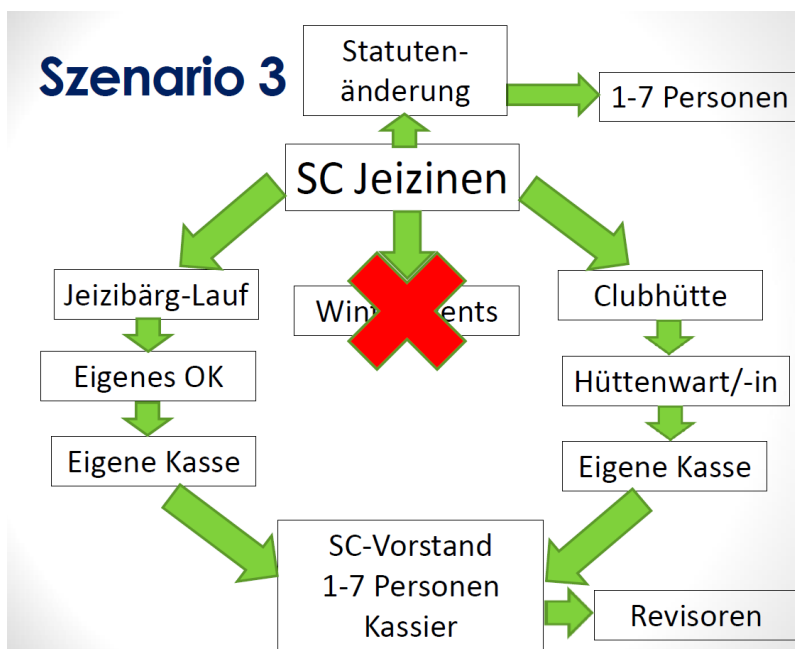 Szenario 3
Statuten-
änderung
1-7 Personen
SC Jeizinen
Jeizibärg-Lauf
Clubhütte
Eigenes OK
Hüttenwart/-in
Eigene Kasse
Eigene Kasse
SC-Vorstand
1-7 Personen
Kassier
Revisoren